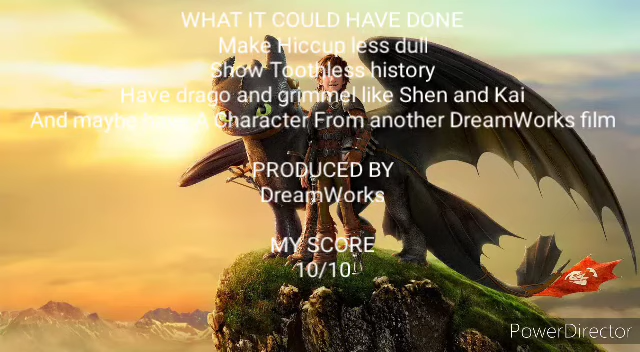 WHAT IT COULD HAVE DONE
Make Hiccup less dull
Show Toothless history
Have drago and grimmel like Shen and Kai
And maybe have A Character From another DreamWorks film
PRODUCED BY
DreamWorks
MY SCORE
10/10
PowerDirector